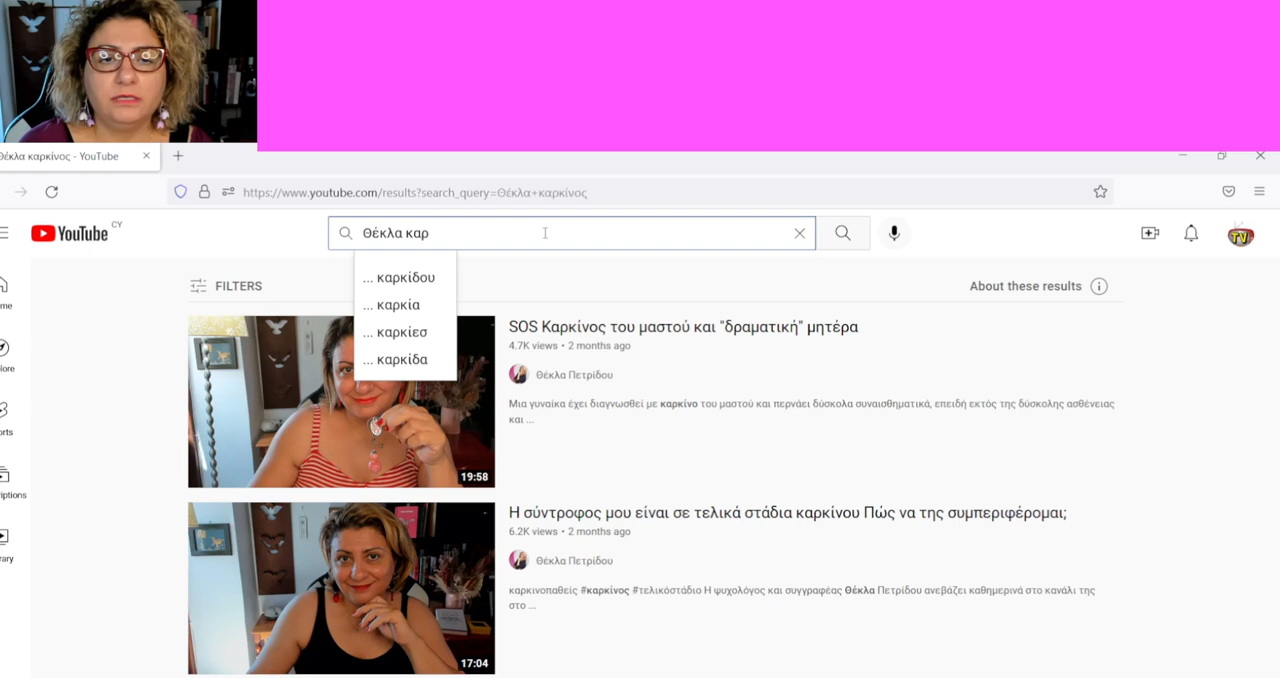 Θέκλα καρκίνος - YouTube
https://www.youtube.com/results?search_query=Θέκλα+καρκίνος
YouTube CY
Θέκλα καρ
TV
... καρκίδου
... καρκία
... καρκίεσ
... καρκίδα
FILTERS
About these results
me
lore
orts
riptions
rary
SOS Καρκίνος του μαστού και "δραματική" μητέρα
4.7K views • 2 months ago
Θέκλα Πετρίδου
Μια γυναίκα έχει διαγνωσθεί με καρκίνο του μαστού και περνάει δύσκολα συναισθηματικά, επειδή εκτός της δύσκολης ασθένειας
και ...
19:58
Η σύντροφος μου είναι σε τελικά στάδια καρκίνου Πώς να της συμπεριφέρομαι;
6.2K views • 2 months ago
Θέκλα Πετρίδου
καρκινοπαθείς #καρκίνος #τελικόστάδιο Η ψυχολόγος και συγγραφέας Θέκλα Πετρίδου ανεβάζει καθημερινά στο κανάλι της
στο ...
17:04